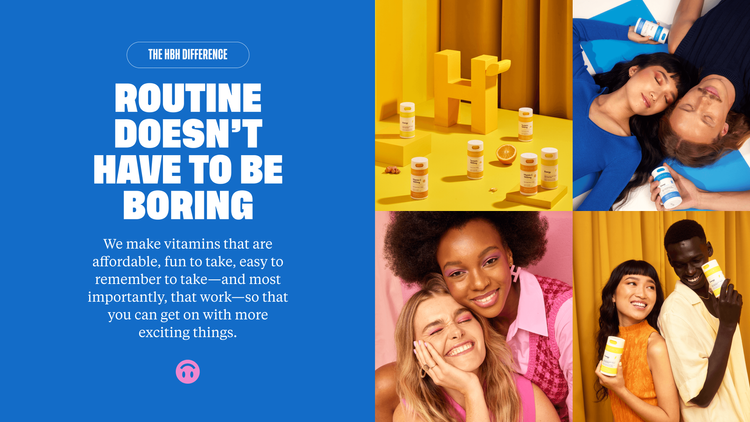 THE HBH DIFFERENCE
ROUTINE
DOESN'T
HAVE TO BE
BORING
We make vitamins that are
affordable, fun to take, easy to
remember to take—and most
importantly, that work—so that
you can get on with more
exciting things.